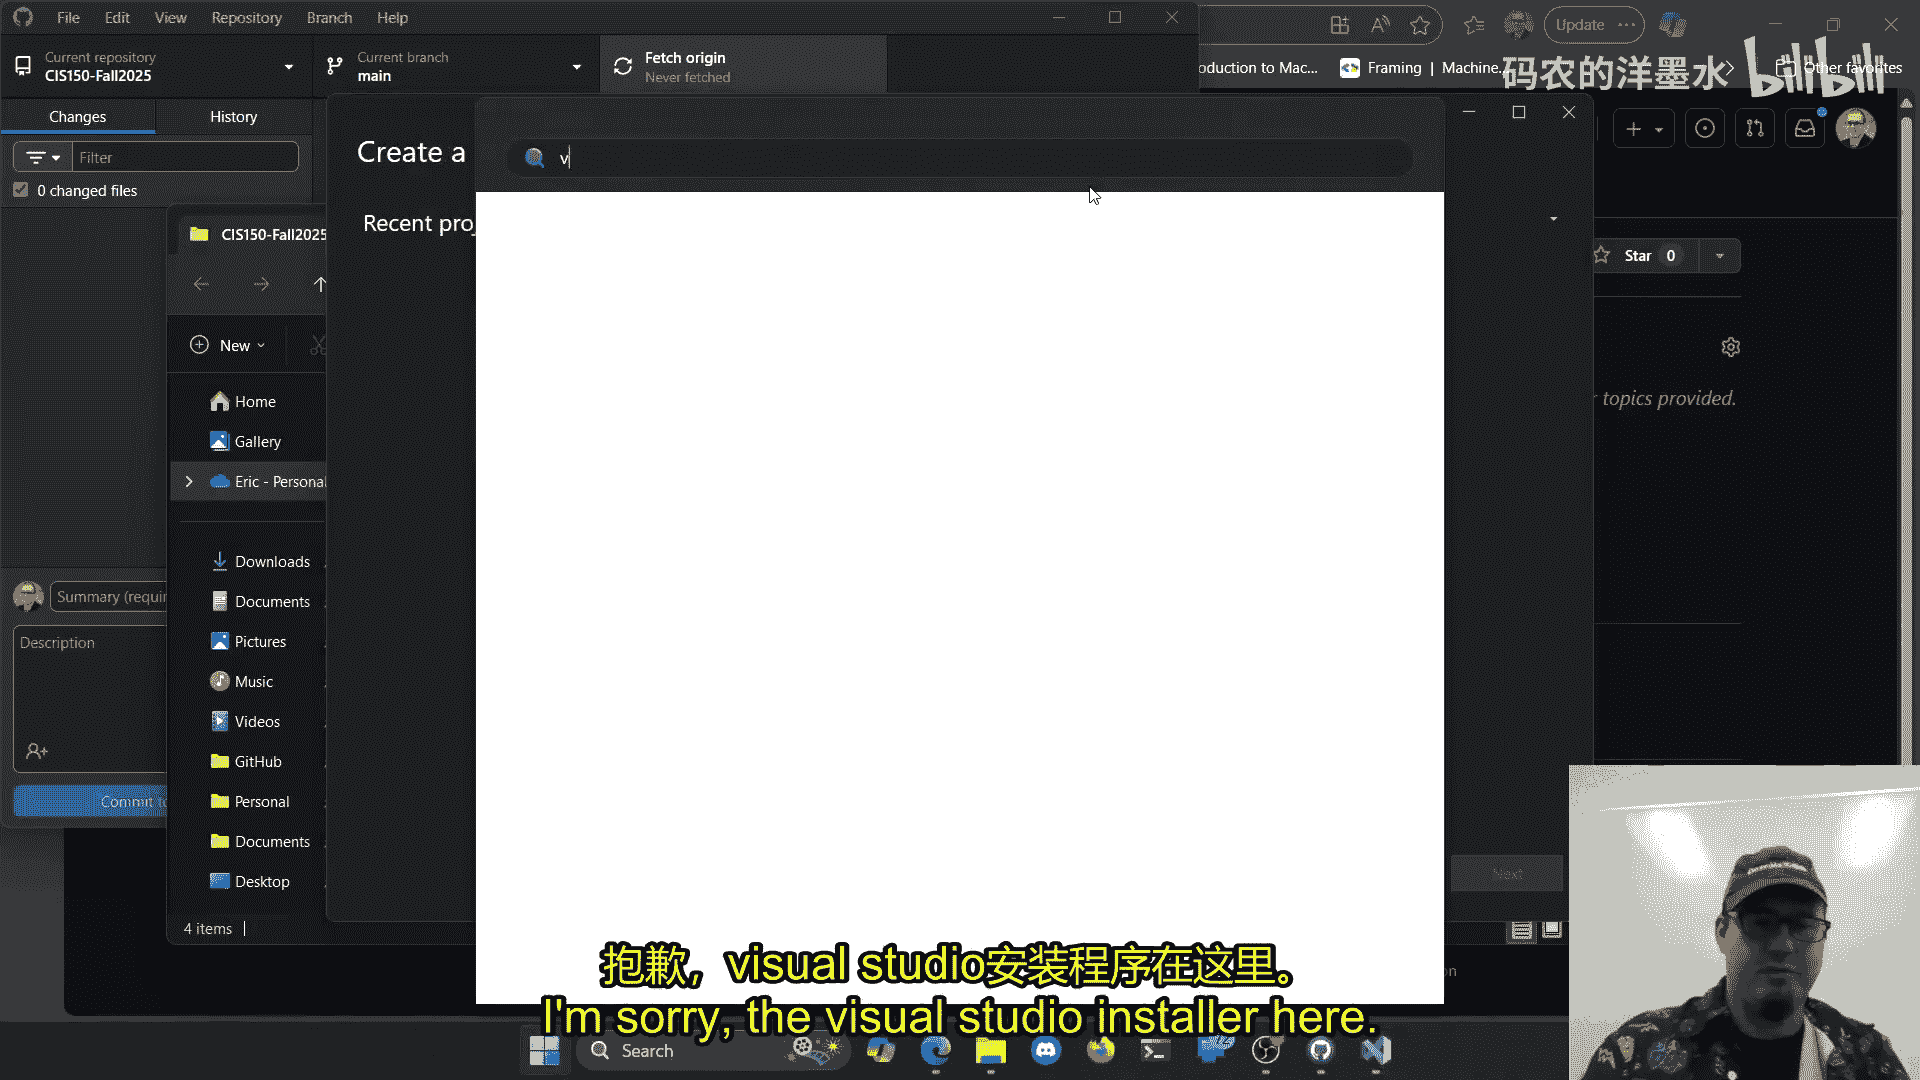 File Edit View Repository Branch Help
Update
Current repository
CIS150-Fall2025
Current branch
main
Fetch origin
Never fetched
oduction to Mac...
Framing | Machine...
Other favorites
码农的洋墨水
bilibili
Changes
History
Filter
0 changed files
Create a
v
Recent pro
CIS150-Fall2025
Star 0
New
r topics provided.
Home
Gallery
Eric - Personal
Downloads
Documents
Pictures
Music
Videos
GitHub
Personal
Documents
Desktop
Summary (requir
Description
Commit to
Next
4 items
on
抱歉，visual studio安装程序在这里。
I'm sorry, the visual studio installer here.
Search